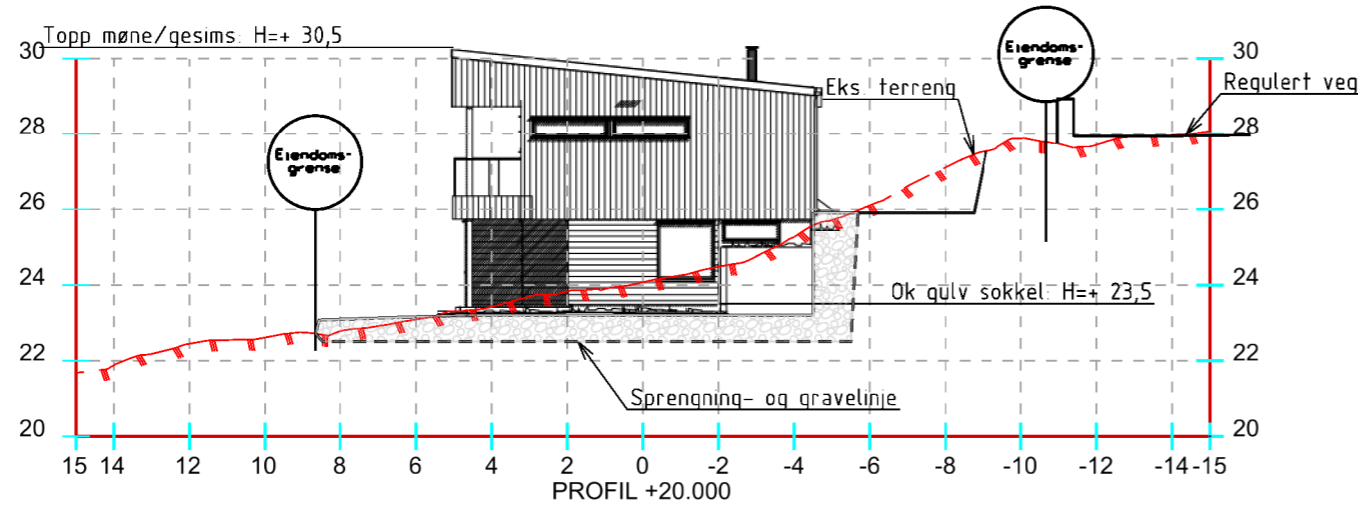 Topp møne/gesims: H=+ 30,5
Eiendoms-
grense
30
30
Eks. terreng
Regulert veg
28
28
Eiendoms-
grense
26
26
24
24
Ok gulv sokkel: H=+ 23,5
22
22
Sprengning- og gravelinje
20
20
15 14 12 10 8 6 4 2 0 -2 -4 -6 -8 -10 -12 -14 -15
PROFIL +20.000